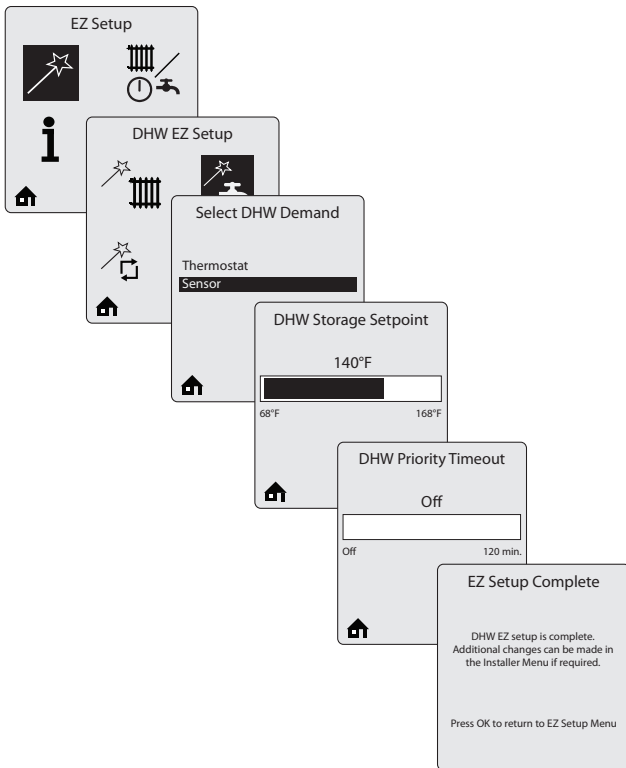 EZ Setup
DHW EZ Setup
Select DHW Demand
Thermostat
Sensor
DHW Storage Setpoint
140°F
68°F 168°F
DHW Priority Timeout
Off
Off 120 min.
EZ Setup Complete
DHW EZ setup is complete.
Additional changes can be made in
the Installer Menu if required.
Press OK to return to EZ Setup Menu